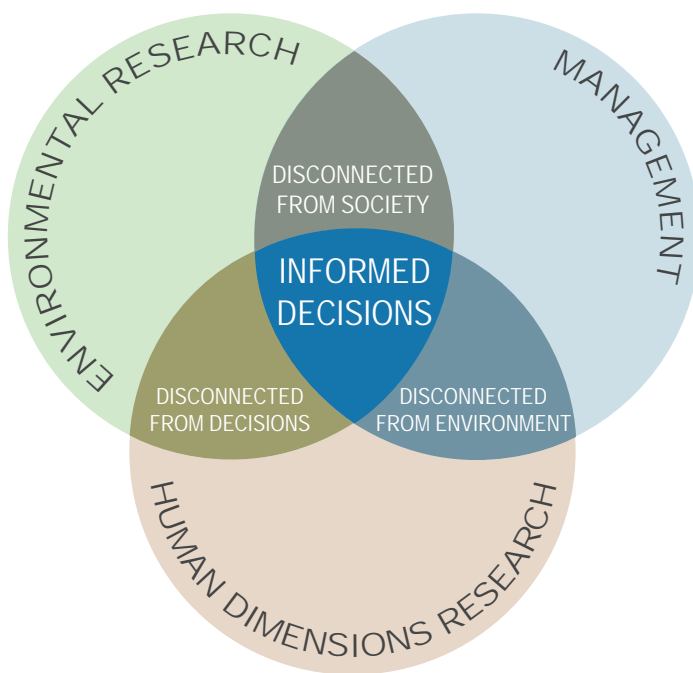 ENVIRONMENTAL RESEARCH
MANAGEMENT
DISCONNECTED
FROM SOCIETY
INFORMED
DECISIONS
DISCONNECTED
FROM DECISIONS
DISCONNECTED
FROM ENVIRONMENT
HUMAN DIMENSIONS RESEARCH